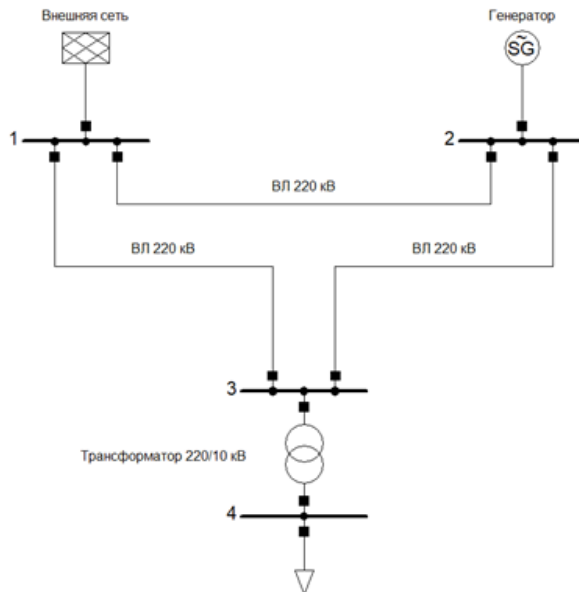 Внешняя сеть
Генератор
SG
1
2
ВЛ 220 кВ
ВЛ 220 кВ
ВЛ 220 кВ
3
Трансформатор 220/10 кВ
4